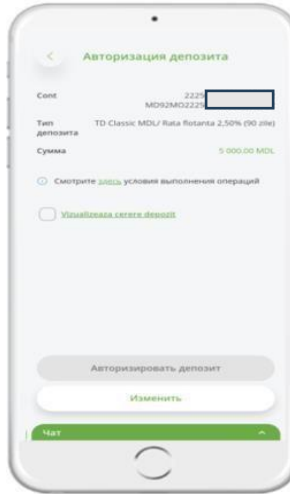 Авторизация депозита
Cont 2225
MD92MO2225
Тип депозита TD Classic MDL/ Rata flotanta 2,50% (90 zile)
Сумма 5 000.00 MDL
Смотрите здесь условия выполнения операций
Vizualizeaza cerere depozit
Авторизировать депозит
Изменить
Чат